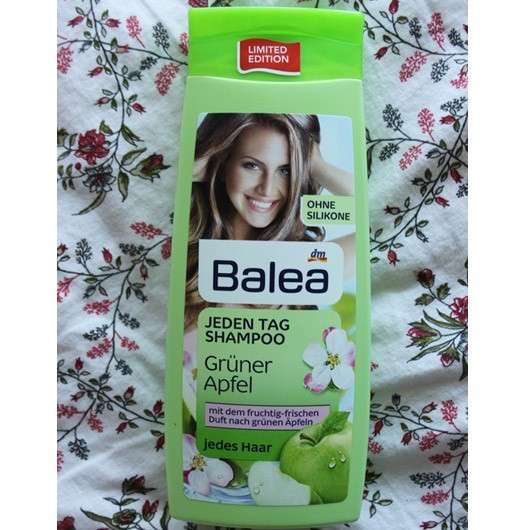 LIMITED
EDITION
OHNE
SILIKONE
dm
Balea
JEDEN TAG
SHAMPOO
Grüner
Apfel
mit dem fruchtig-frischen
Duft nach grünen Äpfeln
jedes Haar